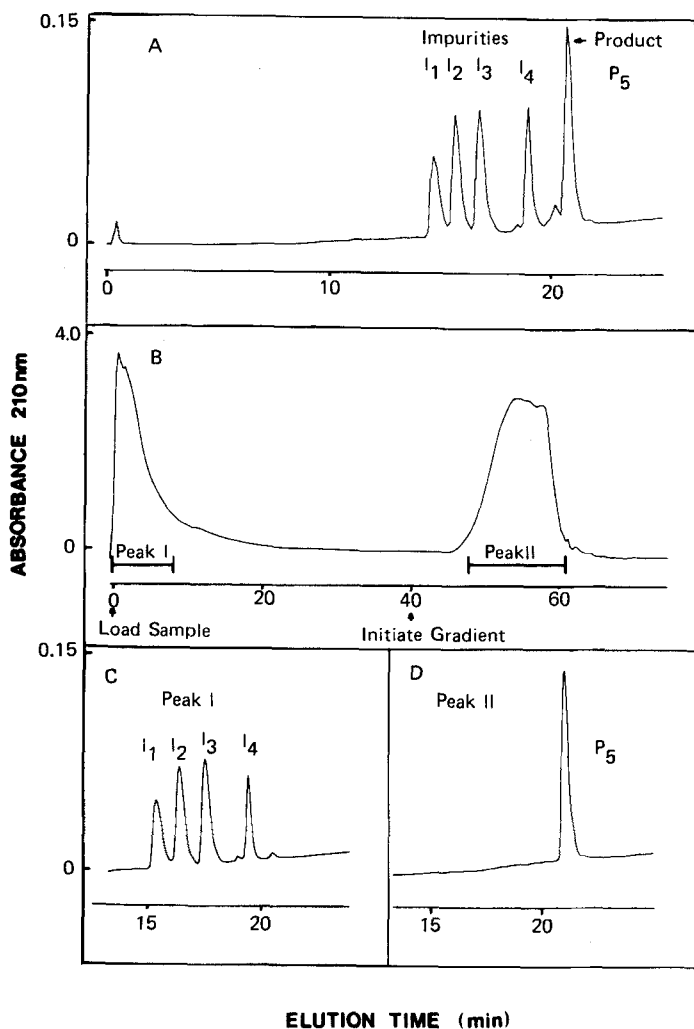 ABSORBANCE 210nm
0.15
A
Impurities
I1 I2 I3 I4
Product
P5
0
0 10 20
4.0
B
0
Peak I
Peak II
0 20 40 60
Load Sample
Initiate Gradient
0.15
C
Peak I
I1 I2 I3 I4
0
15 20
D
Peak II
P5
15 20
ELUTION TIME (min)